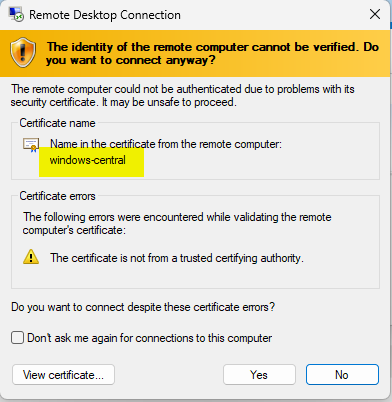 Remote Desktop Connection
The identity of the remote computer cannot be verified. Do
you want to connect anyway?
The remote computer could not be authenticated due to problems with its
security certificate. It may be unsafe to proceed.
Certificate name
Name in the certificate from the remote computer:
windows-central
Certificate errors
The following errors were encountered while validating the remote
computer's certificate:
The certificate is not from a trusted certifying authority.
Do you want to connect despite these certificate errors?
Don't ask me again for connections to this computer
View certificate... Yes No